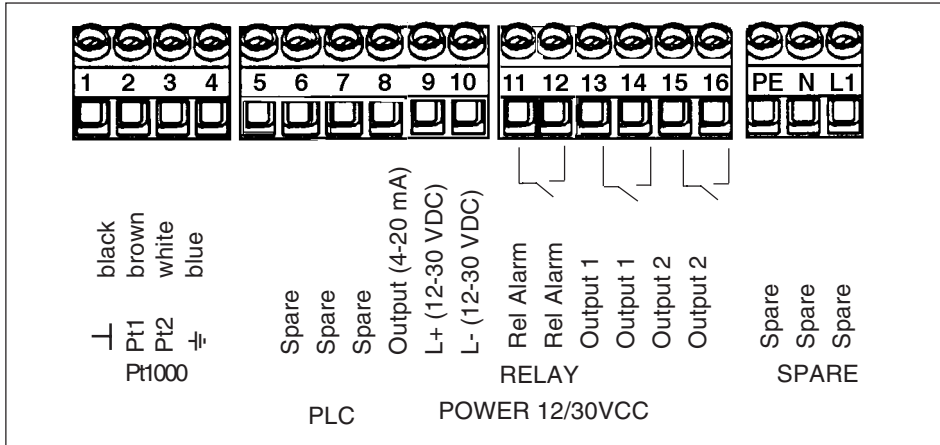 1 2 3 4 5 6 7 8 9 10 11 12 13 14 15 16 PE N L1
black
brown
white
blue
Pt1
Pt2
Pt1000
Spare
Spare
Spare
Output (4-20 mA)
L+ (12-30 VDC)
L- (12-30 VDC)
Rel Alarm
Rel Alarm
Output 1
Output 1
Output 2
Output 2
Spare
Spare
Spare
RELAY
SPARE
PLC
POWER 12/30VCC